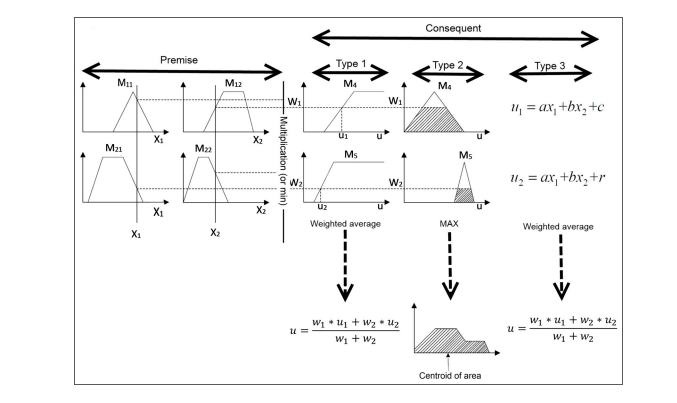 Consequent
Premise
Type 1
Type 2
Type 3
M11
M12
M4
M4
W1
W1
u1 = ax1+bx2+c
X1
X2
u1
u
u
M21
M22
Multiplication (or min)
M5
M5
W2
W2
u2 = ax1+bx2+r
X1
X2
u2
u
u
X1
X2
Weighted average
MAX
Weighted average
u = (w1 * u1 + w2 * u2) / (w1 + w2)
u = (w1 * u1 + w2 * u2) / (w1 + w2)
Centroid of area